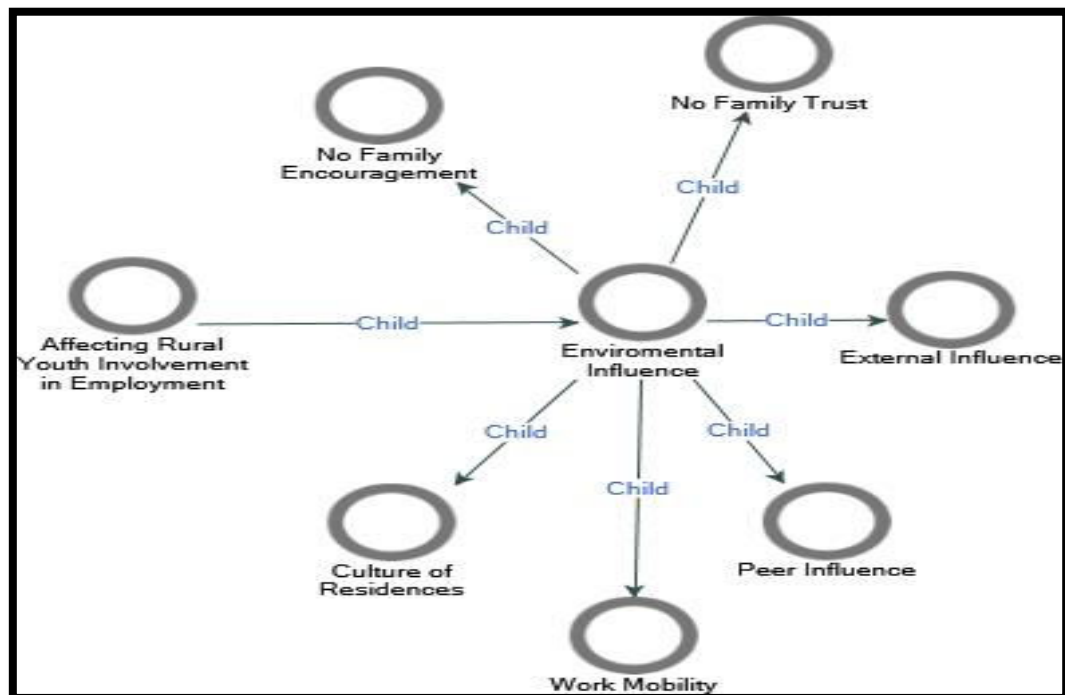 No Family Trust
No Family
Encouragement
Child
Child
Affecting Rural
Youth Involvement
in Employment
Child
Enviromental
Influence
Child
External Influence
Child
Child
Child
Culture of
Residences
Peer Influence
Work Mobility